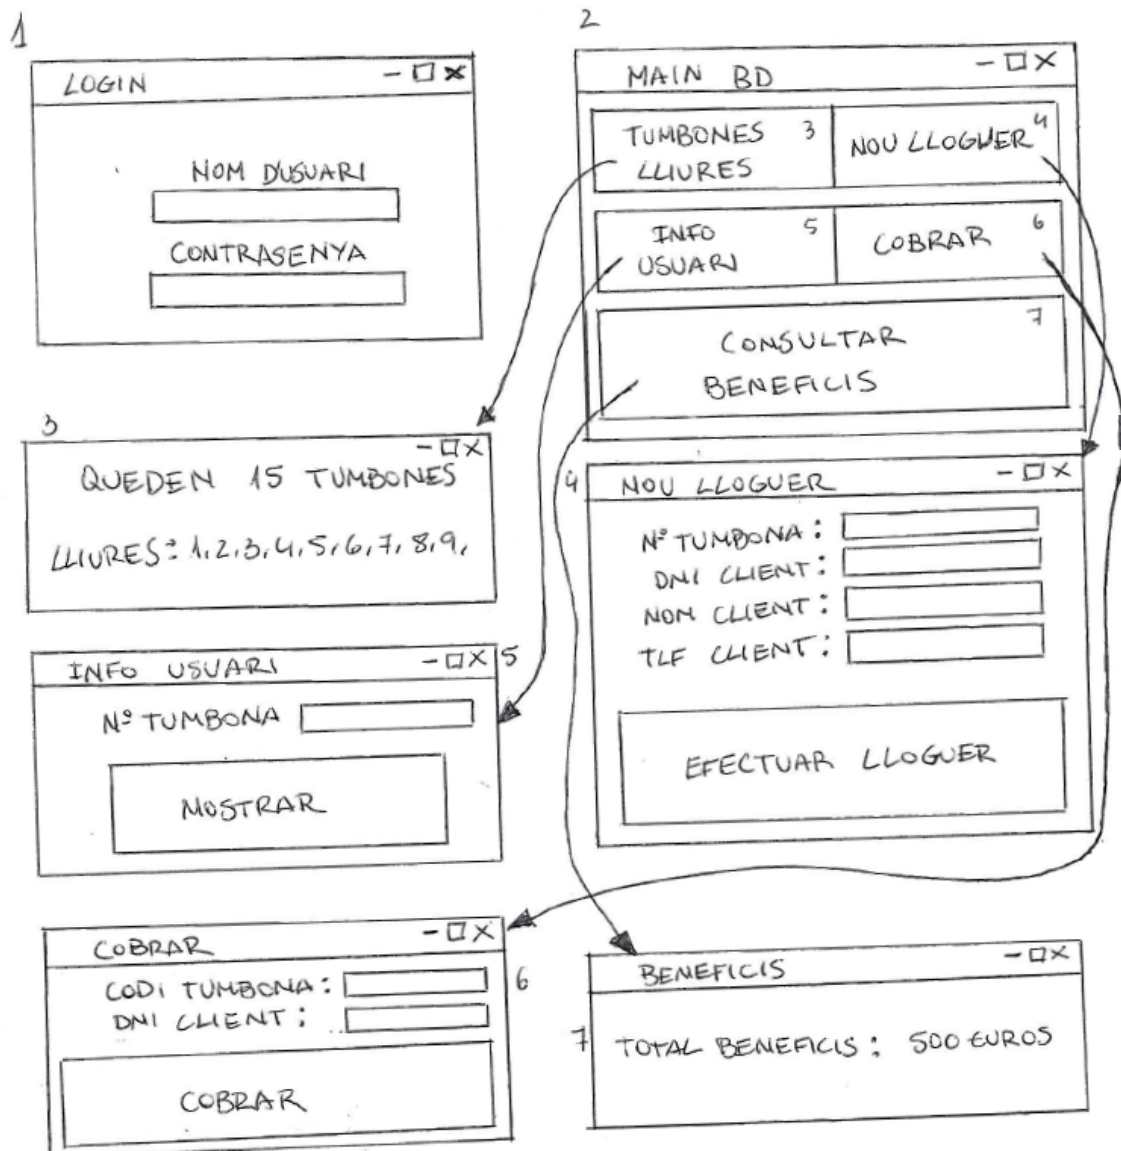 1
LOGIN
NOM D'USUARI
CONTRASENYA
2
MAIN BD
TUMBONES 3
LLIURES
NOU LLOGUER 4
INFO 5
USUARI
COBRAR 6
CONSULTAR 7
BENEFICIS
3
QUEDEN 15 TUMBONES
LLIURES: 1,2,3,4,5,6,7,8,9,
4
NOU LLOGUER
Nº TUMBONA:
DNI CLIENT:
NOM CLIENT:
TLF CLIENT:
EFECTUAR LLOGUER
INFO USUARI 5
Nº TUMBONA
MOSTRAR
COBRAR
6
CODI TUMBONA:
DNI CLIENT:
COBRAR
BENEFICIS
7
TOTAL BENEFICIS: 500 EUROS